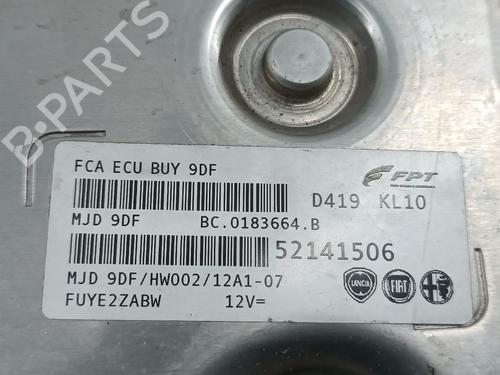 B-PARTS
FCA ECU BUY 9DF
FPT
D419 KL10
MJD 9DF BC.0183664.B
52141506
MJD 9DF/HW002/12A1-07
FUYE2ZABW 12V=
LANCIA FIAT